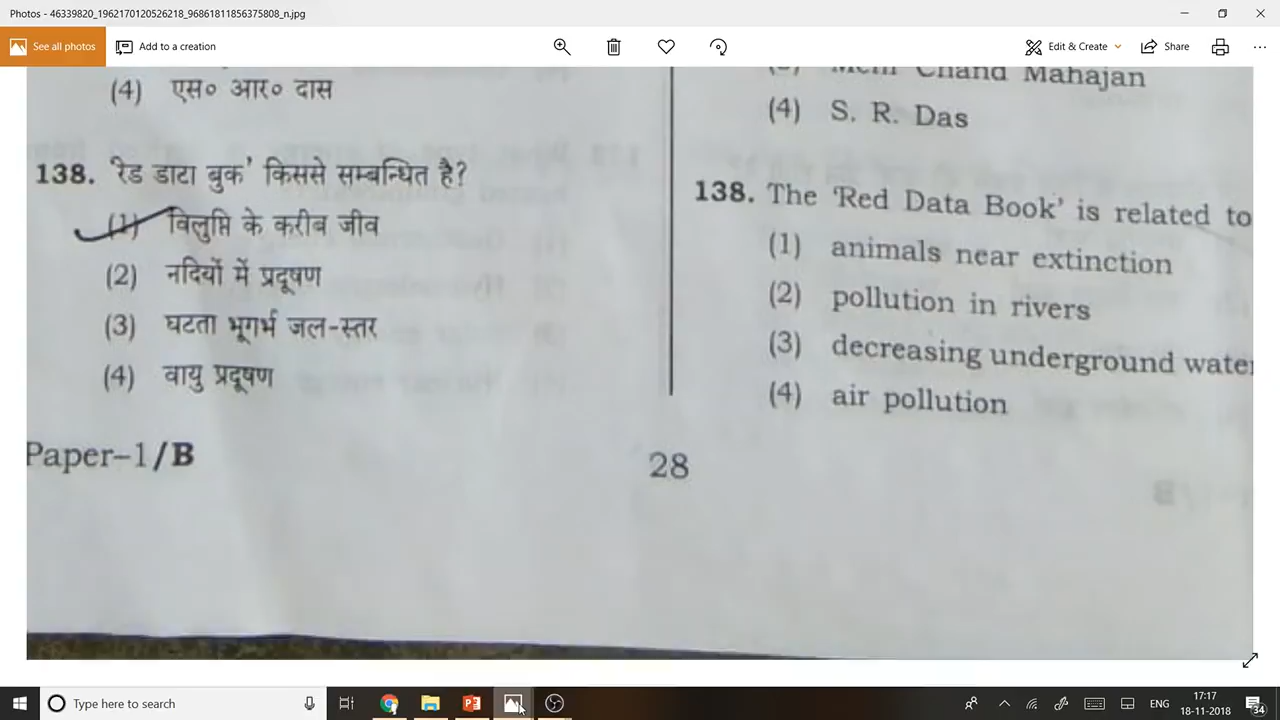 Photos - 46339820_1962170120526218_96861811856375808_n.jpg
See all photos
Add to a creation
Edit & Create
Share
(4) एस० आर० दास
138. 'रेड डाटा बुक' किससे सम्बन्धित है?
(1) विलुप्ति के करीब जीव
(2) नदियों में प्रदूषण
(3) घटता भूगर्भ जल-स्तर
(4) वायु प्रदूषण
Chand Mahajan
(4) S. R. Das
138. The 'Red Data Book' is related to
(1) animals near extinction
(2) pollution in rivers
(3) decreasing underground water
(4) air pollution
Paper-1/B
28
Type here to search
ENG
17:17
18-11-2018
34